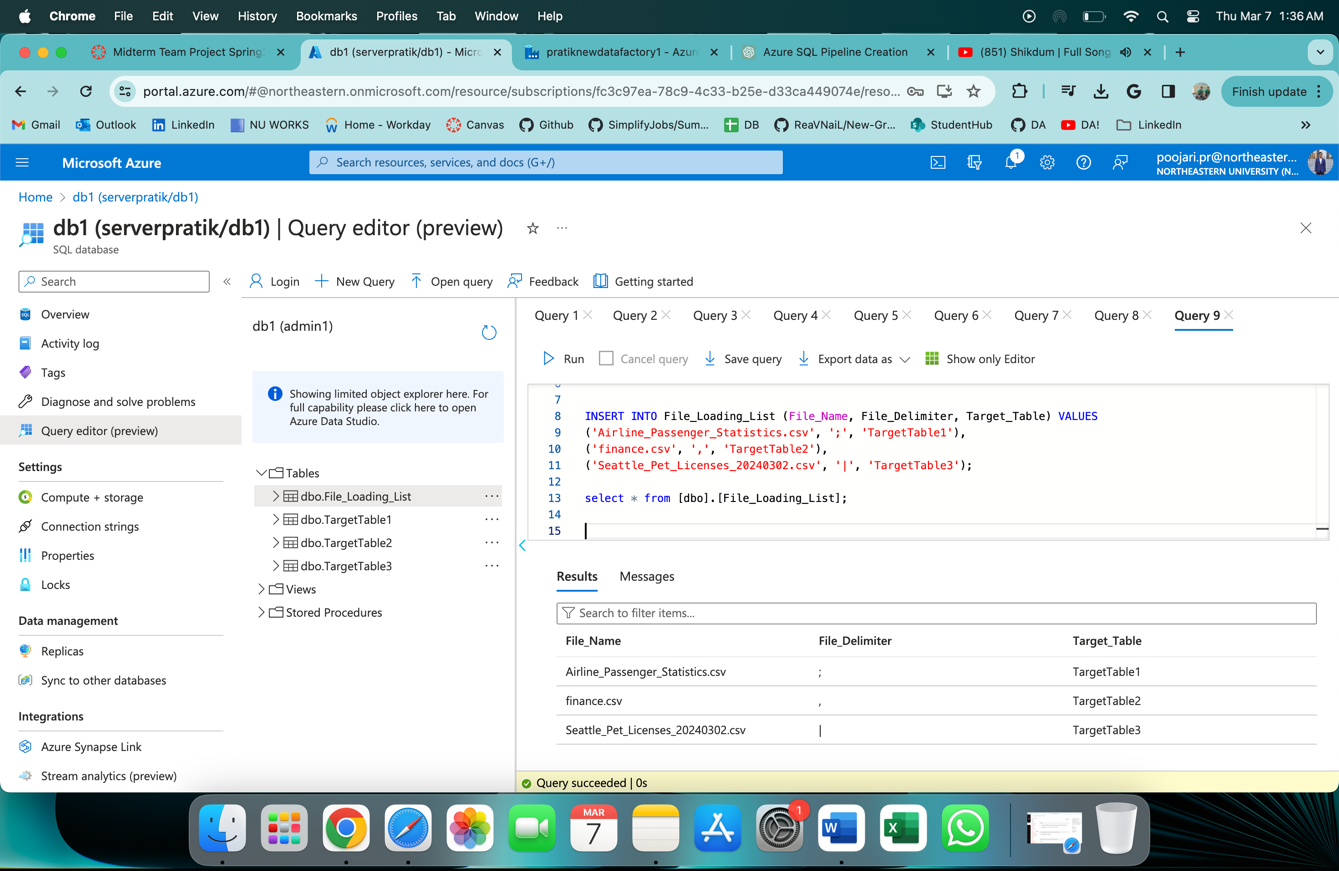 Chrome File Edit View History Bookmarks Profiles Tab Window Help Thu Mar 7 1:36 AM
Midterm Team Project Spring db1 (serverpratik/db1) - Micr pratiknewdatafactory1 - Azur Azure SQL Pipeline Creation (851) Shikdum | Full Song
portal.azure.com/#@northeastern.onmicrosoft.com/resource/subscriptions/fc3c97ea-78c9-4c33-b25e-d33ca449074e/reso... Finish update
Gmail Outlook LinkedIn NU WORKS Home - Workday Canvas Github SimplifyJobs/Sum... DB ReaVNaiL/New-Gr... StudentHub DA DA! LinkedIn
Microsoft Azure Search resources, services, and docs (G+/) 1 poojari.pr@northeaster...
NORTHEASTERN UNIVERSITY (N...
Home > db1 (serverpratik/db1)
db1 (serverpratik/db1) | Query editor (preview) ...
SQL database
Search
Login New Query Open query Feedback Getting started
Overview
Activity log
Tags
Diagnose and solve problems
Query editor (preview)
Settings
Compute + storage
Connection strings
Properties
Locks
Data management
Replicas
Sync to other databases
Integrations
Azure Synapse Link
Stream analytics (preview)
db1 (admin1)
Showing limited object explorer here. For
full capability please click here to open
Azure Data Studio.
Tables
dbo.File_Loading_List ...
dbo.TargetTable1 ...
dbo.TargetTable2 ...
dbo.TargetTable3 ...
Views
Stored Procedures
Query 1 Query 2 Query 3 Query 4 Query 5 Query 6 Query 7 Query 8 Query 9
Run Cancel query Save query Export data as Show only Editor
7
8 INSERT INTO File_Loading_List (File_Name, File_Delimiter, Target_Table) VALUES
9 ('Airline_Passenger_Statistics.csv', ';', 'TargetTable1'),
10 ('finance.csv', ',', 'TargetTable2'),
11 ('Seattle_Pet_Licenses_20240302.csv', '|', 'TargetTable3');
12
13 select * from [dbo].[File_Loading_List];
14
15
Results Messages
Search to filter items...
File_Name File_Delimiter Target_Table
Airline_Passenger_Statistics.csv ; TargetTable1
finance.csv , TargetTable2
Seattle_Pet_Licenses_20240302.csv | TargetTable3
Query succeeded | 0s
MAR
7
1